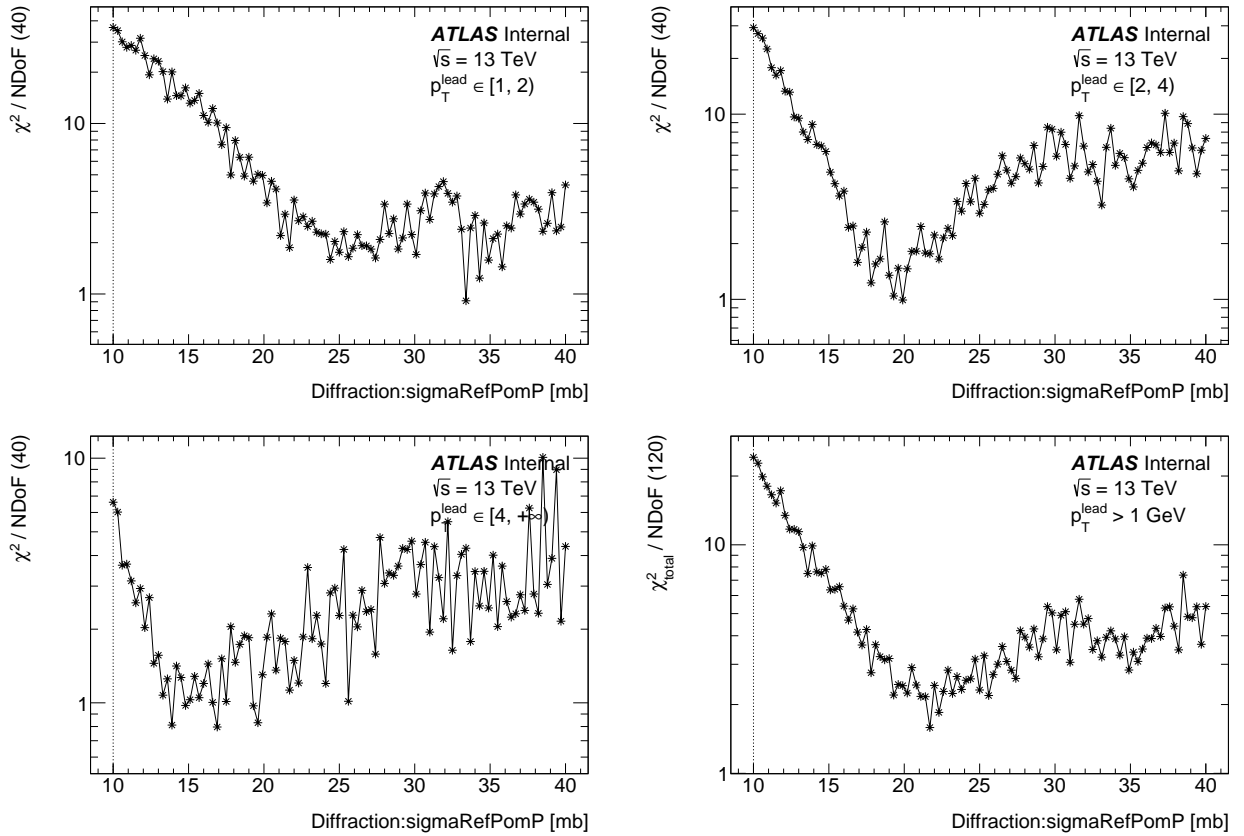 ATLAS Internal
√s = 13 TeV
p_T^lead ∈ [1, 2)
χ² / NDoF (40)
10
1
10 15 20 25 30 35 40
Diffraction:sigmaRefPomP [mb]
ATLAS Internal
√s = 13 TeV
p_T^lead ∈ [2, 4)
χ² / NDoF (40)
10
1
10 15 20 25 30 35 40
Diffraction:sigmaRefPomP [mb]
ATLAS Internal
√s = 13 TeV
p_T^lead ∈ [4, +∞)
χ² / NDoF (40)
10
1
10 15 20 25 30 35 40
Diffraction:sigmaRefPomP [mb]
ATLAS Internal
√s = 13 TeV
p_T^lead > 1 GeV
χ²_total / NDoF (120)
10
1
10 15 20 25 30 35 40
Diffraction:sigmaRefPomP [mb]